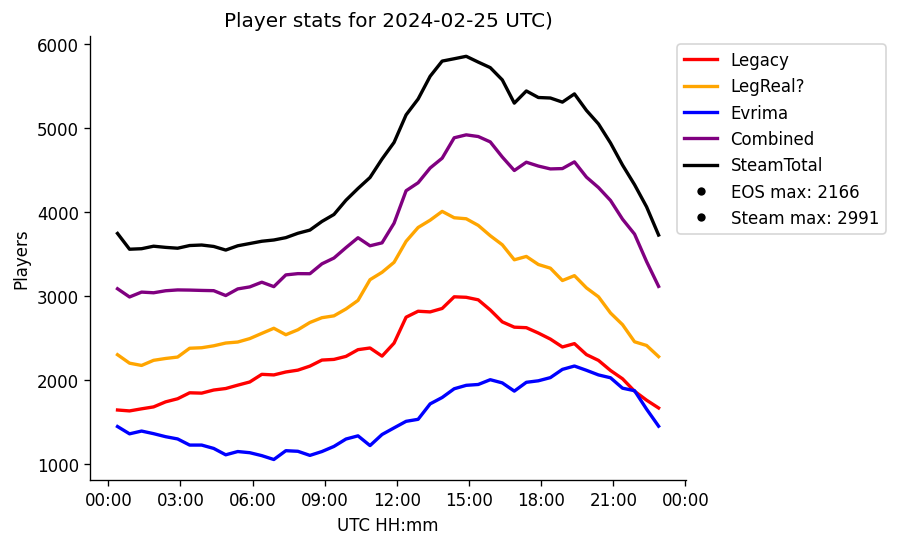 Player stats for 2024-02-25 UTC)
Players
6000
5000
4000
3000
2000
1000
00:00 03:00 06:00 09:00 12:00 15:00 18:00 21:00 00:00
UTC HH:mm
Legacy
LegReal?
Evrima
Combined
SteamTotal
EOS max: 2166
Steam max: 2991